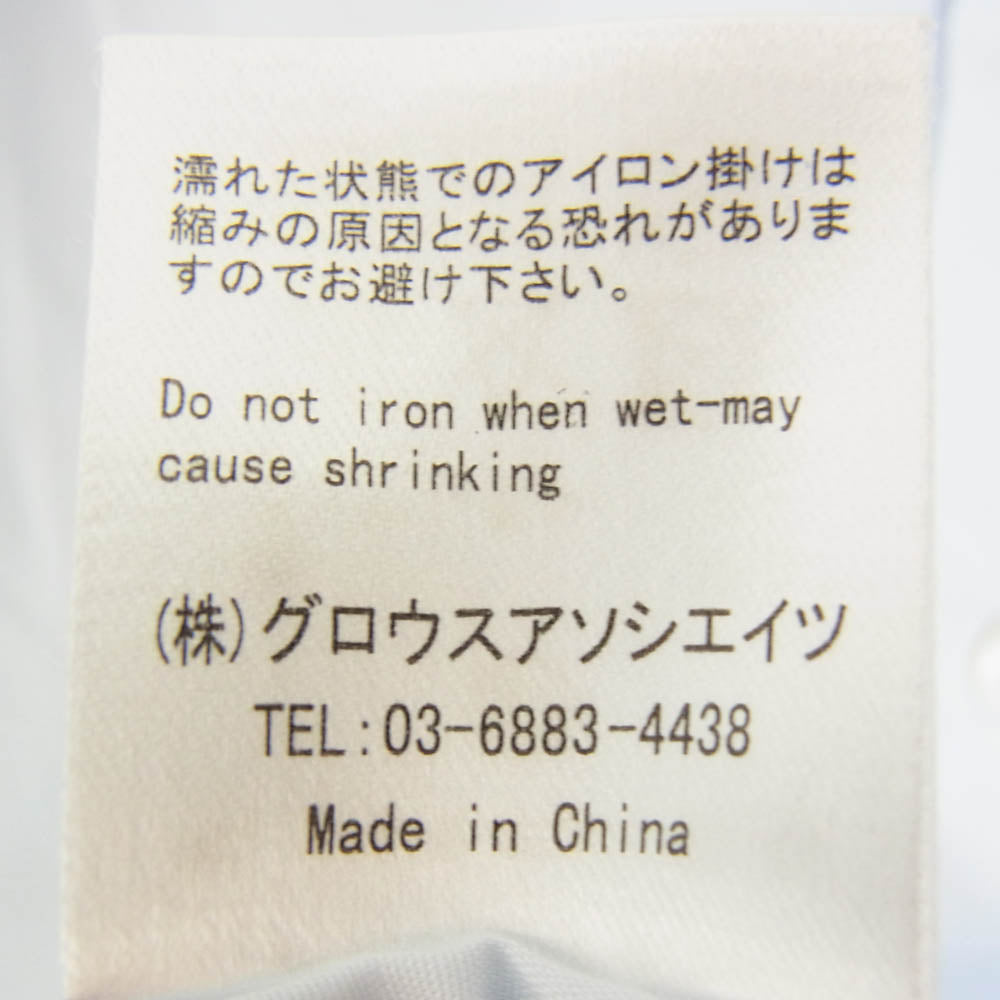 濡れた状熊でのアイロン掛けは
縮みの原因となる恐れがありま
すのでお避け下さい。
Do not iron when wet-may
cause shrinking
(株)グロウスアソシエイツ
TEL:03-6883-4438
Made in China